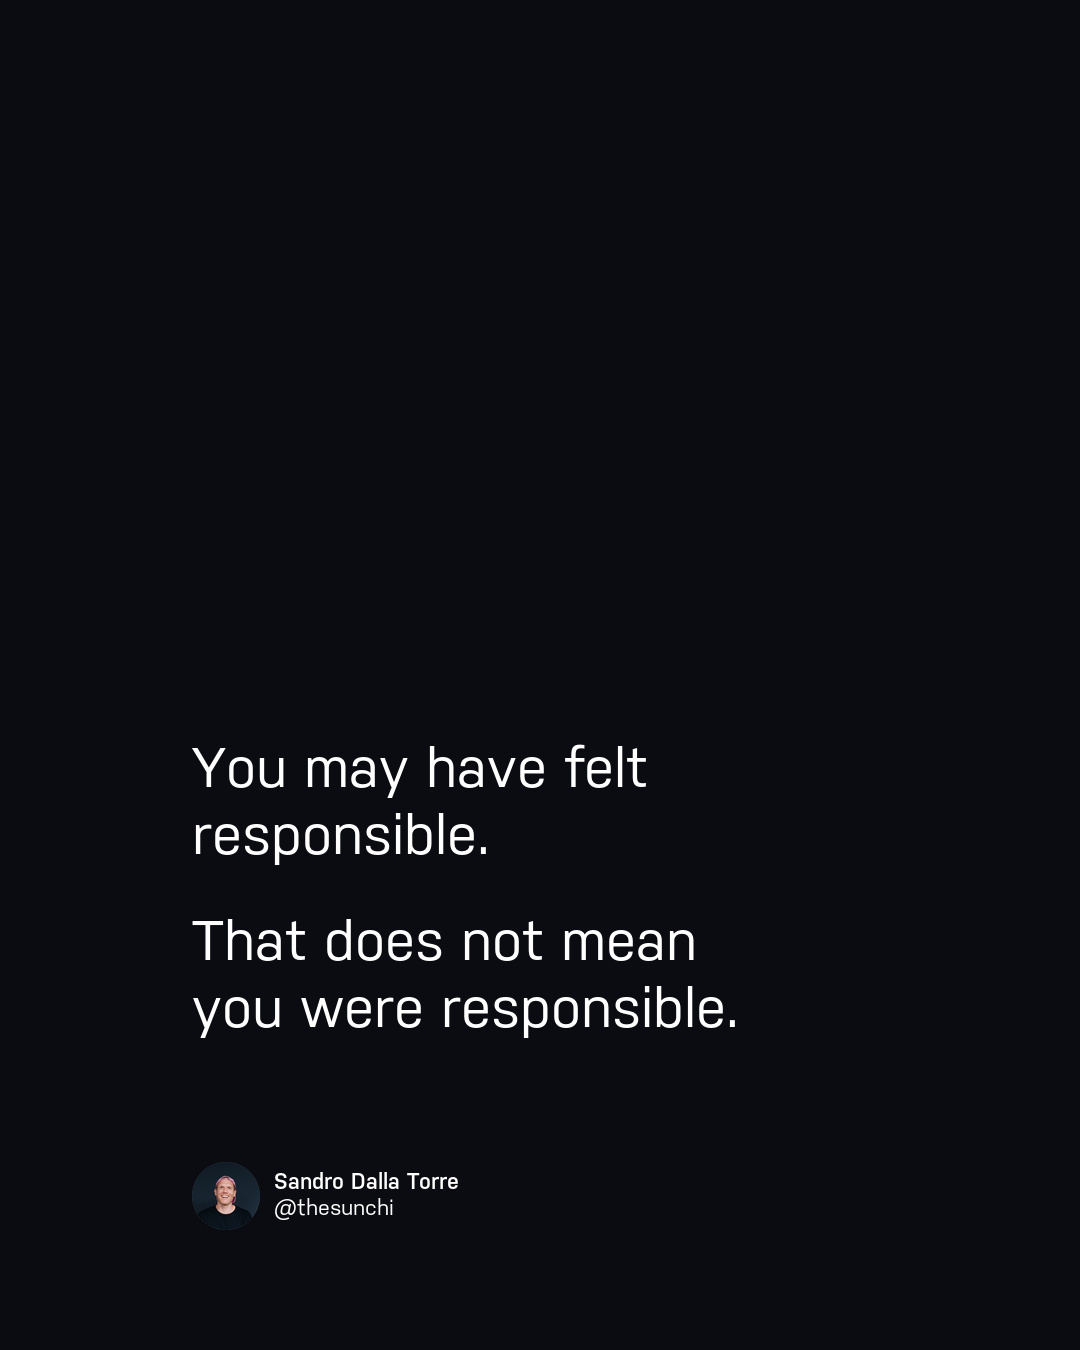 You may have felt
responsible.
That does not mean
you were responsible.
Sandro Dalla Torre
@thesunchi